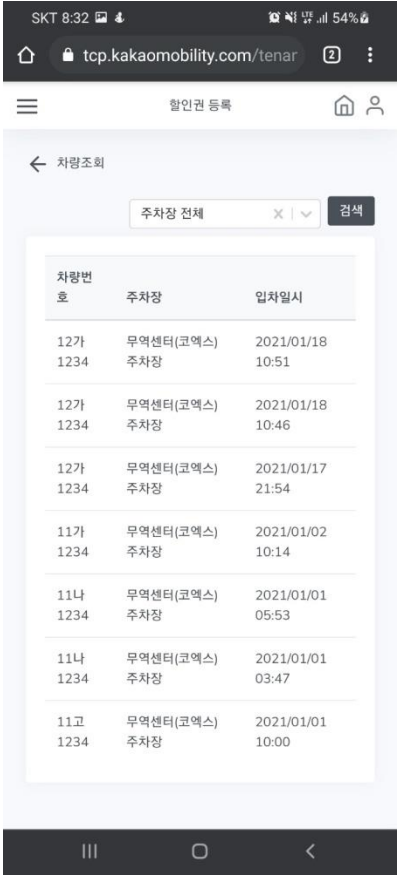 SKT 8:32 LTE 54%
tcp.kakaomobility.com/tenar 2
할인권 등록
차량조회
주차장 전체 검색
차량번
호 주차장 입차일시
12가 무역센터(코엑스) 2021/01/18
1234 주차장 10:51
12가 무역센터(코엑스) 2021/01/18
1234 주차장 10:46
12가 무역센터(코엑스) 2021/01/17
1234 주차장 21:54
11가 무역센터(코엑스) 2021/01/02
1234 주차장 10:14
11나 무역센터(코엑스) 2021/01/01
1234 주차장 05:53
11나 무역센터(코엑스) 2021/01/01
1234 주차장 03:47
11고 무역센터(코엑스) 2021/01/01
1234 주차장 10:00